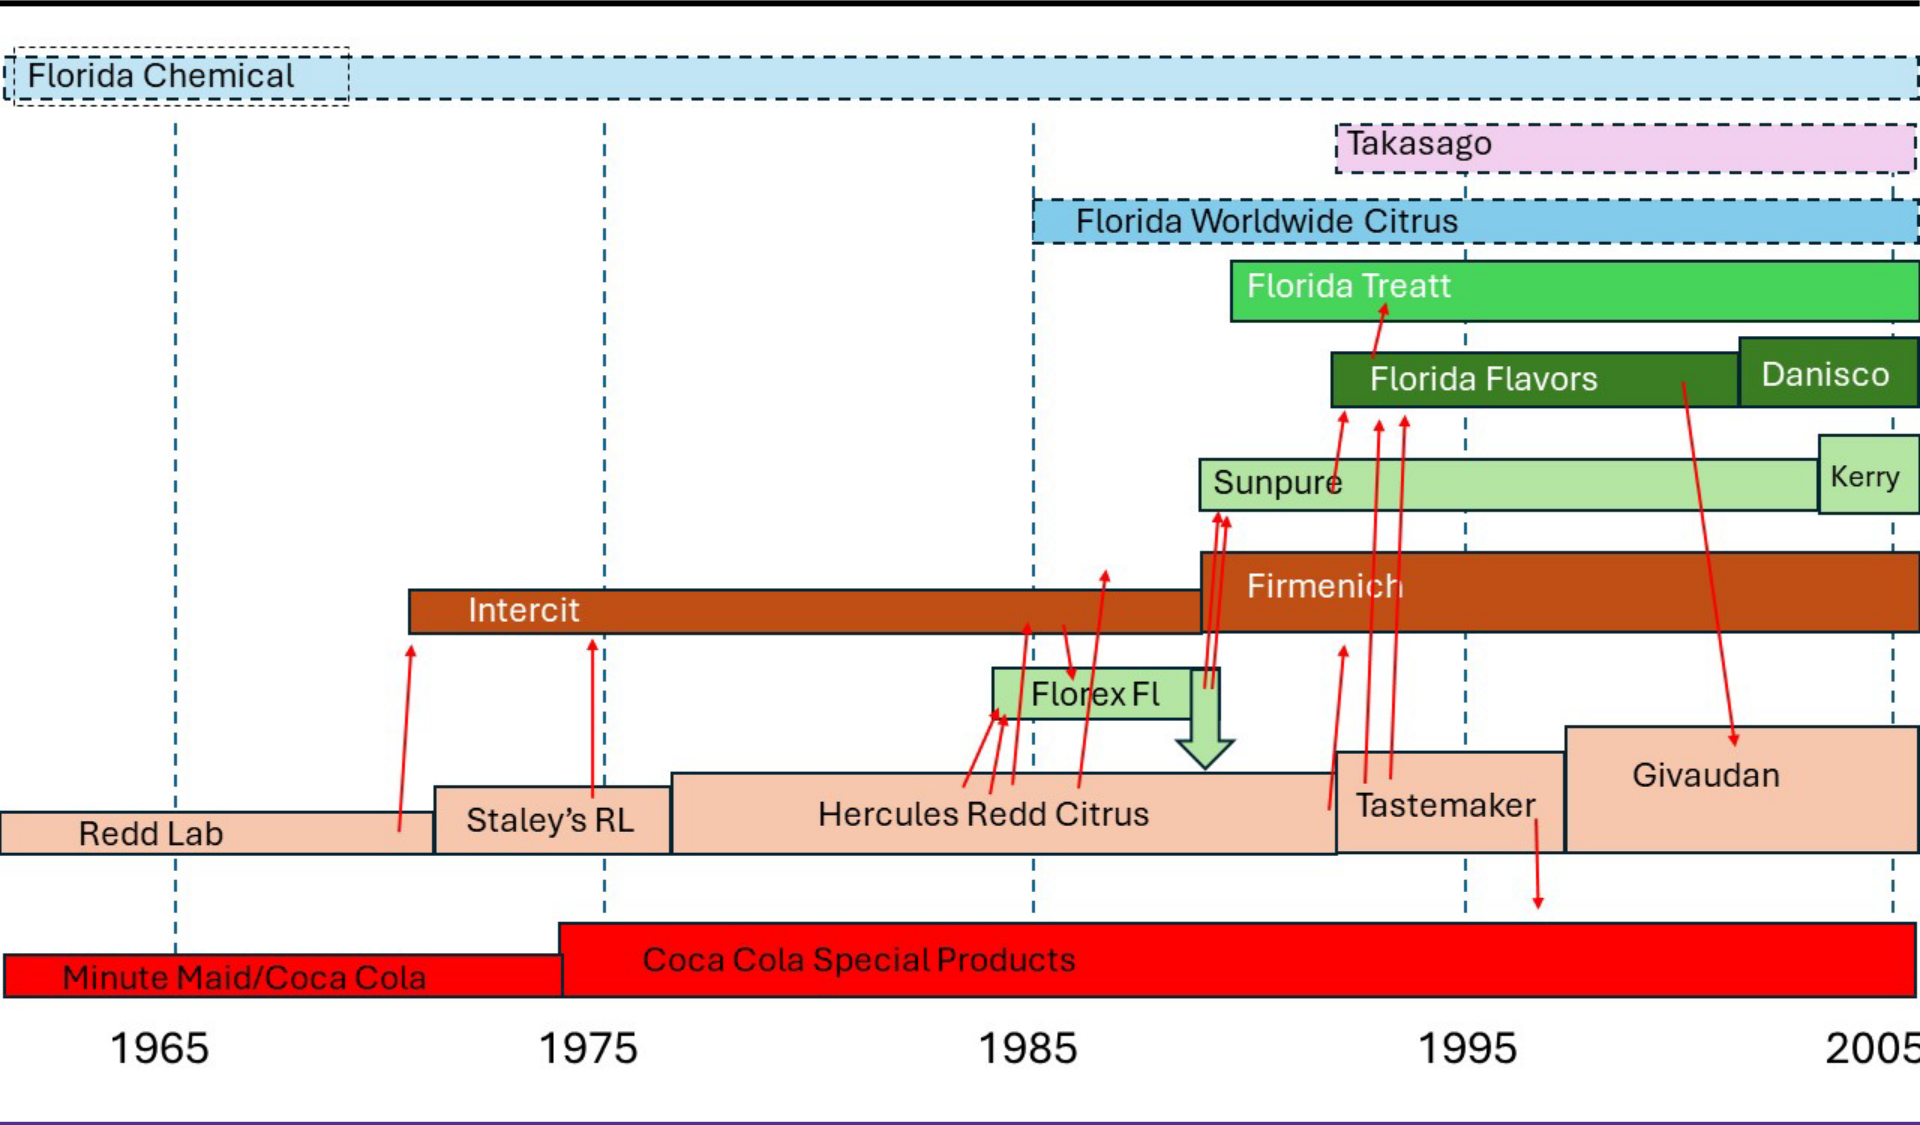 Florida Chemical
Takasago
Florida Worldwide Citrus
Florida Treatt
Florida Flavors
Danisco
Sunpure
Kerry
Intercit
Firmenich
Florex Fl
Redd Lab
Staley’s RL
Hercules Redd Citrus
Tastemaker
Givaudan
Minute Maid/Coca Cola
Coca Cola Special Products
1965 1975 1985 1995 2005